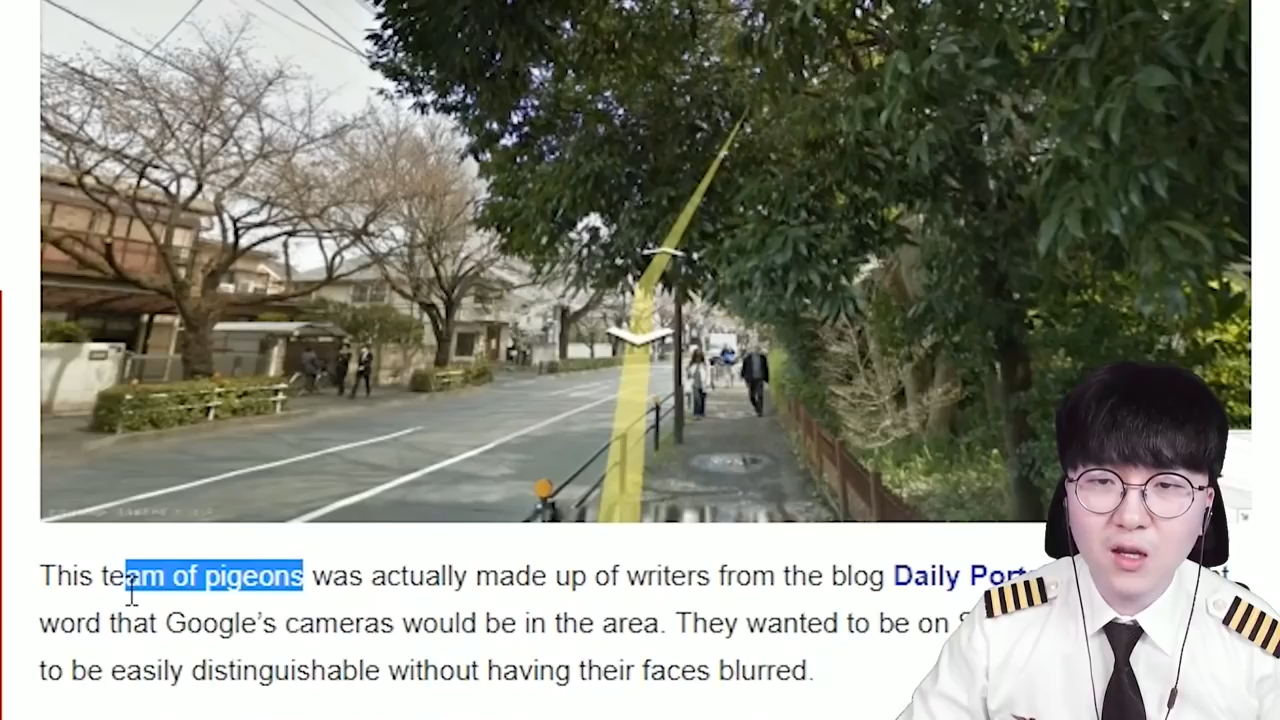 This team of pigeons was actually made up of writers from the blog Daily Port
word that Google's cameras would be in the area. They wanted to be on S
to be easily distinguishable without having their faces blurred.